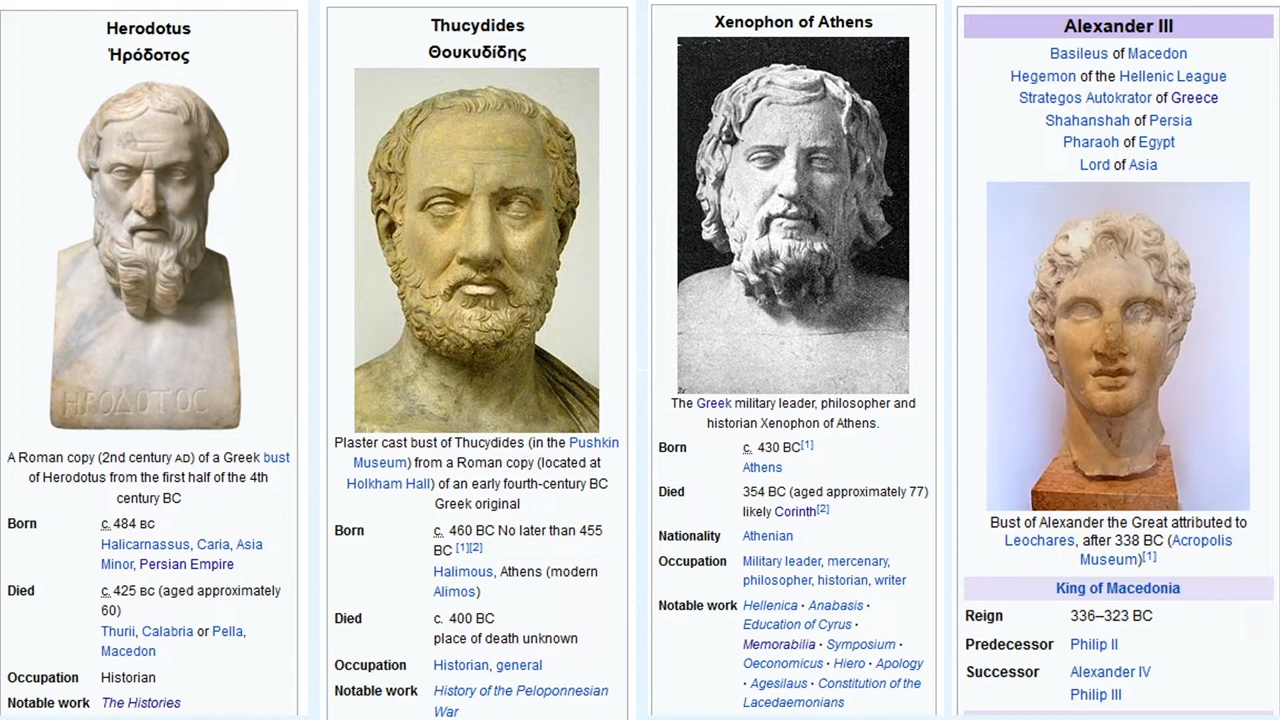 Herodotus
Ἡρόδοτος
ΗΡΟΔΟΤΟC
A Roman copy (2nd century AD) of a Greek bust
of Herodotus from the first half of the 4th
century BC
Born c. 484 BC
Halicarnassus, Caria, Asia
Minor, Persian Empire
Died c. 425 BC (aged approximately
60)
Thurii, Calabria or Pella,
Macedon
Occupation Historian
Notable work The Histories
Thucydides
Θουκυδίδης
Plaster cast bust of Thucydides (in the Pushkin
Museum) from a Roman copy (located at
Holkham Hall) of an early fourth-century BC
Greek original
Born c. 460 BC No later than 455
BC [1][2]
Halimous, Athens (modern
Alimos)
Died c. 400 BC
place of death unknown
Occupation Historian, general
Notable work History of the Peloponnesian
War
Xenophon of Athens
The Greek military leader, philosopher and
historian Xenophon of Athens.
Born c. 430 BC[1]
Athens
Died 354 BC (aged approximately 77)
likely Corinth[2]
Nationality Athenian
Occupation Military leader, mercenary,
philosopher, historian, writer
Notable work Hellenica · Anabasis ·
Education of Cyrus ·
Memorabilia · Symposium ·
Oeconomicus · Hiero · Apology
· Agesilaus · Constitution of the
Lacedaemonians
Alexander III
Basileus of Macedon
Hegemon of the Hellenic League
Strategos Autokrator of Greece
Shahanshah of Persia
Pharaoh of Egypt
Lord of Asia
Bust of Alexander the Great attributed to
Leochares, after 338 BC (Acropolis
Museum)[1]
King of Macedonia
Reign 336–323 BC
Predecessor Philip II
Successor Alexander IV
Philip III